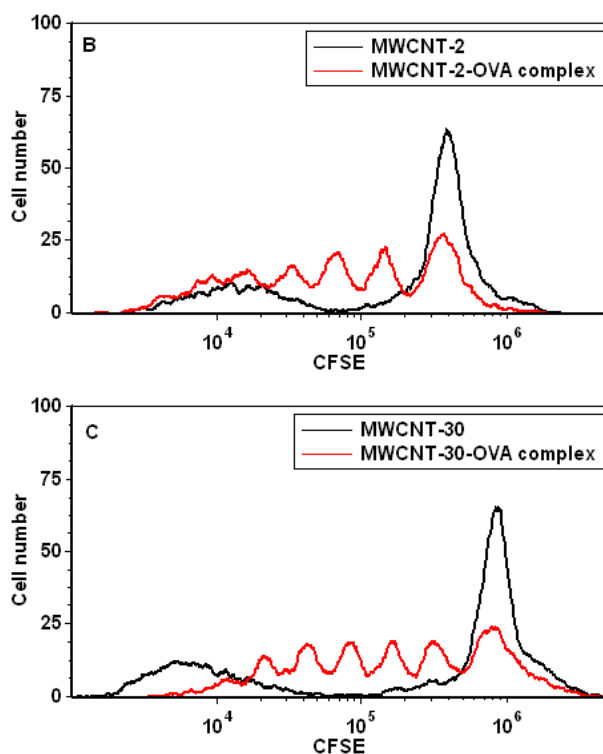 100
B
MWCNT-2
MWCNT-2-OVA complex
75
Cell number
50
25
0
10^4
10^5
10^6
CFSE
100
C
MWCNT-30
MWCNT-30-OVA complex
75
Cell number
50
25
0
10^4
10^5
10^6
CFSE